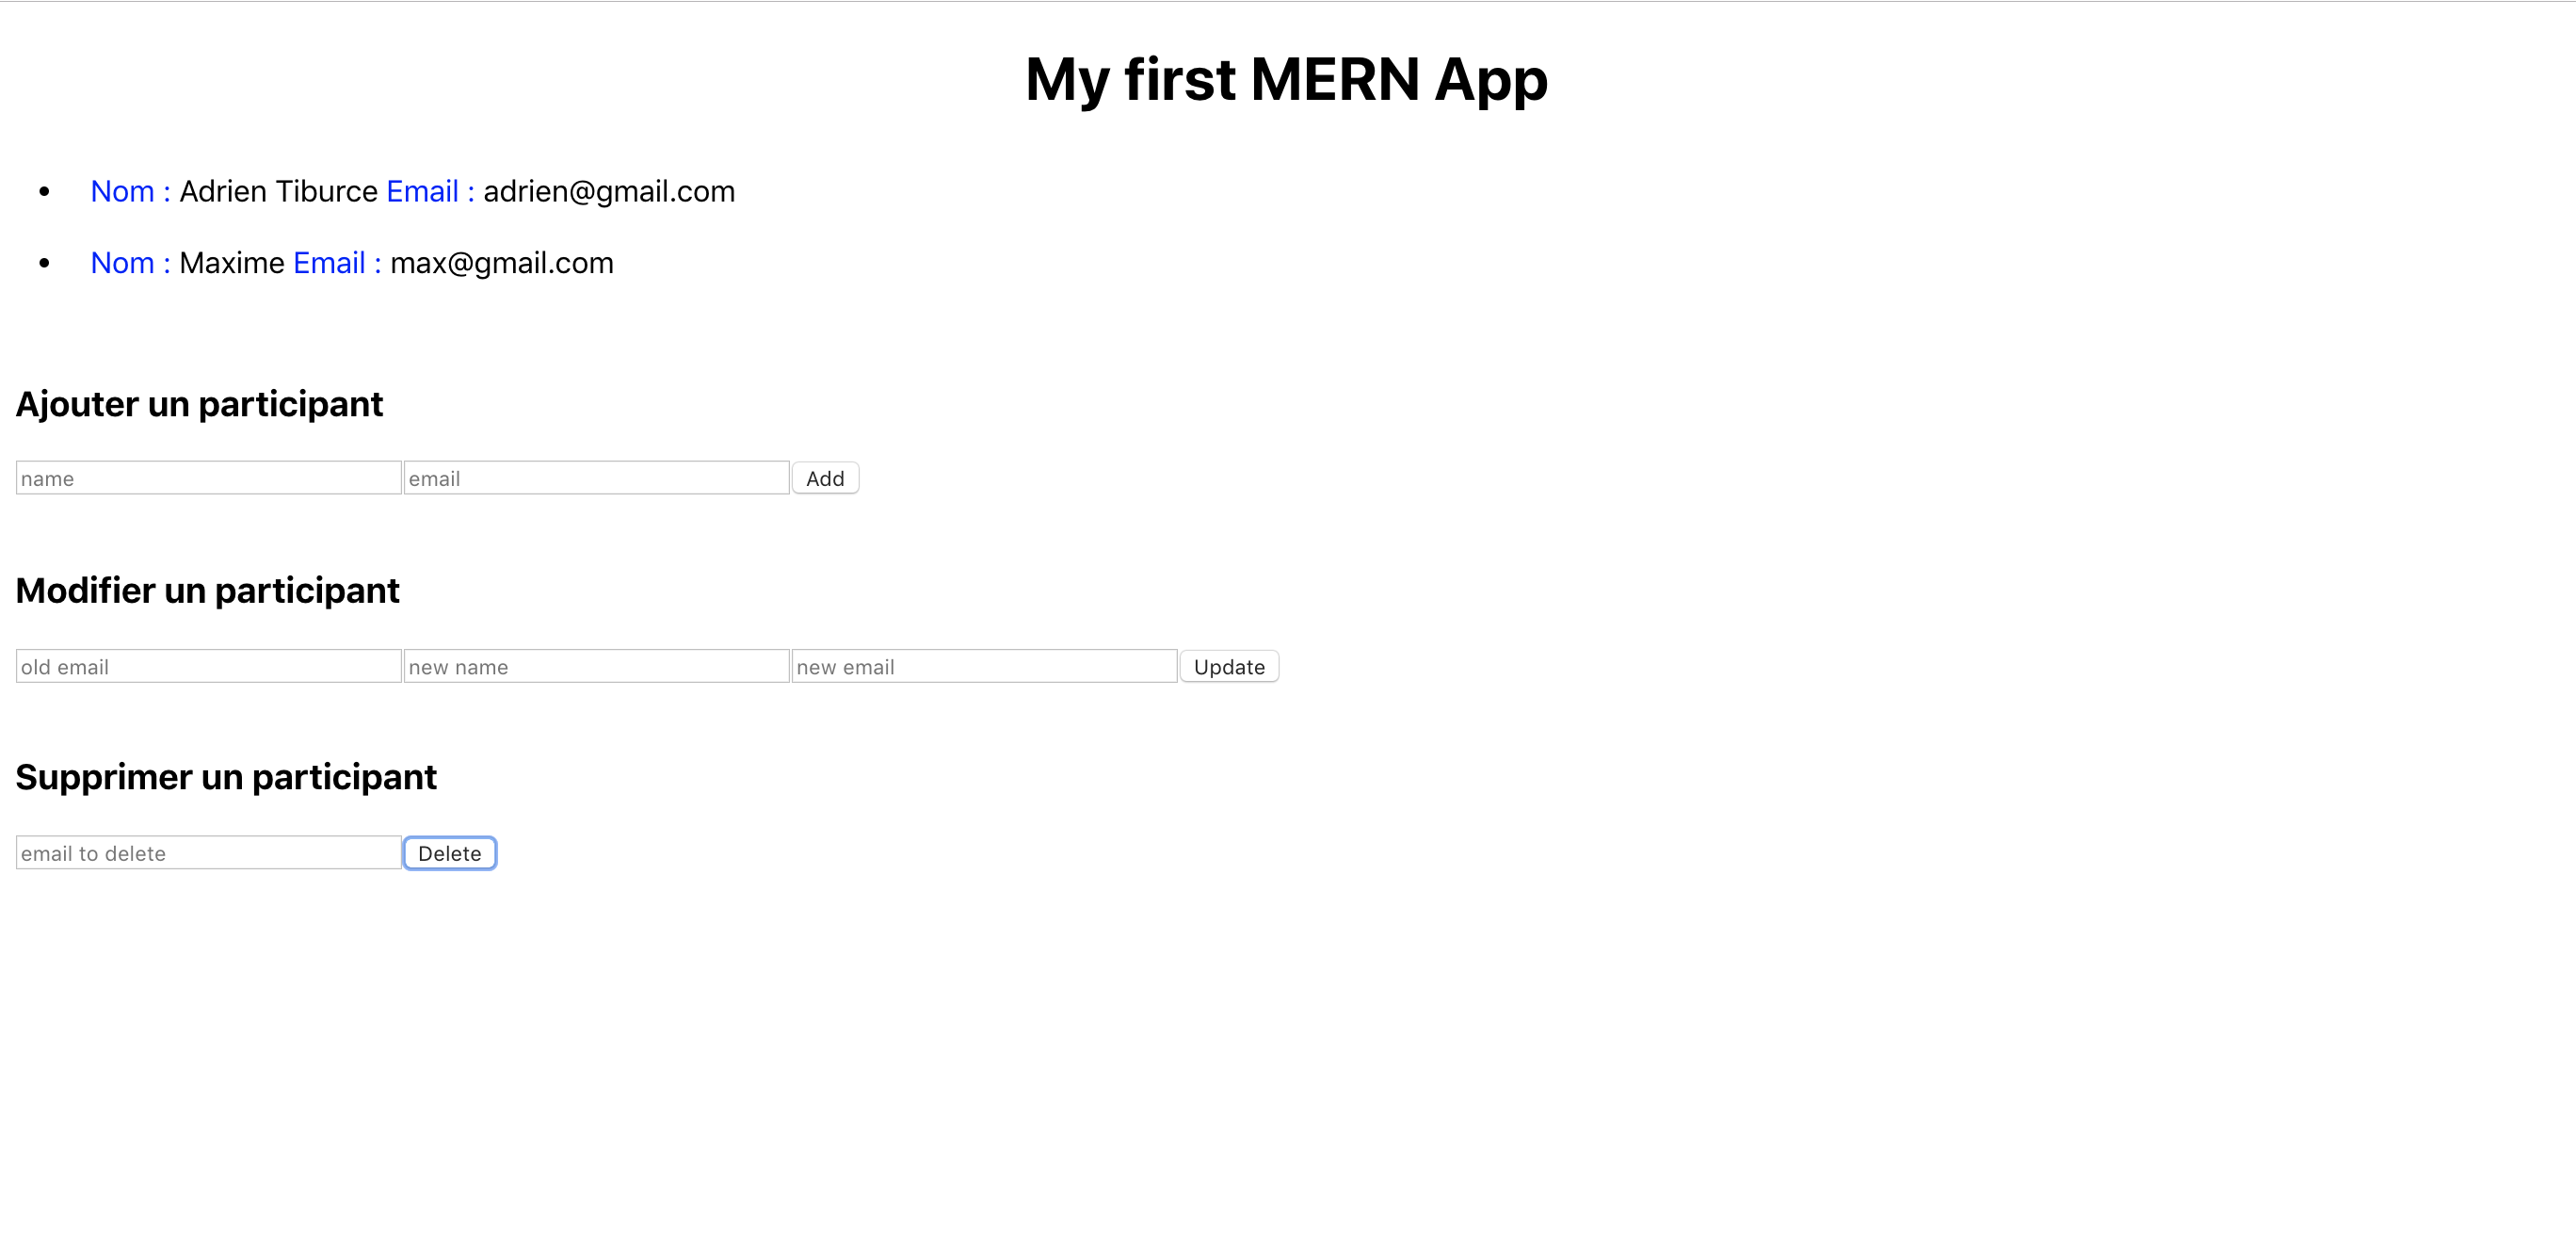 My first MERN App
• Nom : Adrien Tiburce Email : adrien@gmail.com
• Nom : Maxime Email : max@gmail.com
Ajouter un participant
name email Add
Modifier un participant
old email new name new email Update
Supprimer un participant
email to delete Delete